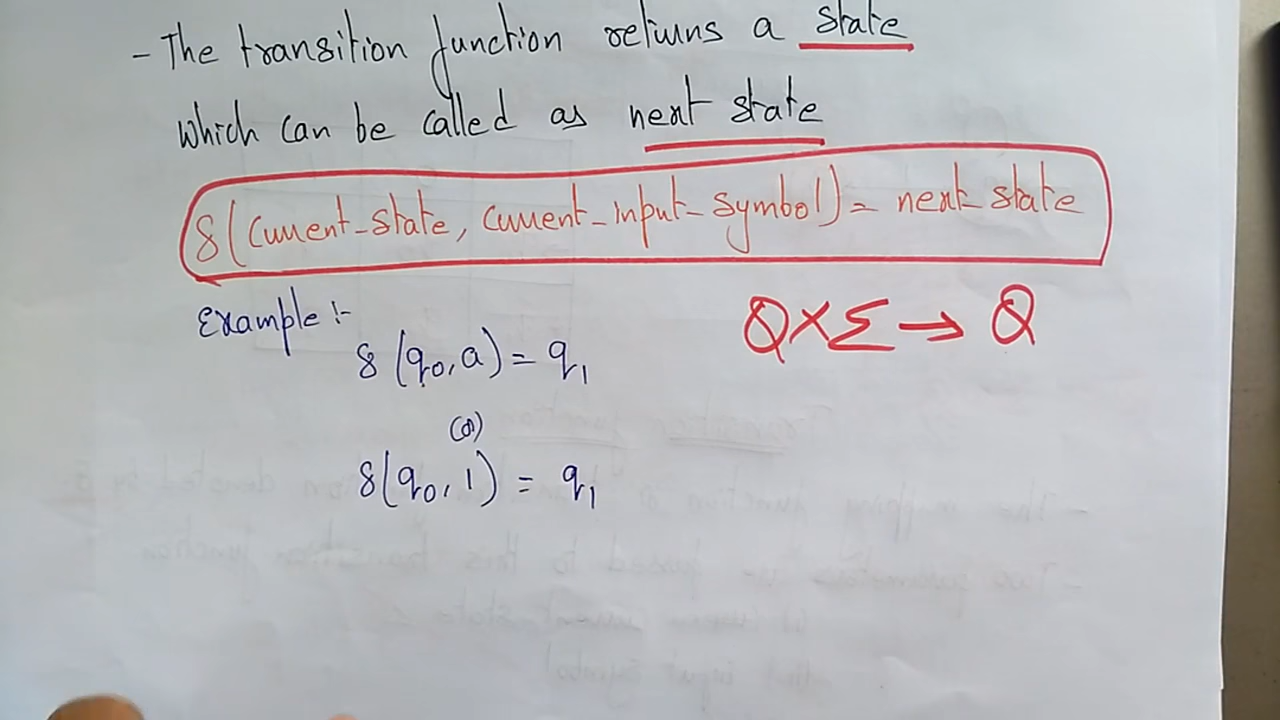 - The transition function returns a state
which can be called as next state
δ(current-state, current-input-symbol) = next state
Example :-
Q×Σ → Q
δ(q0,a) = q1
(or)
δ(q0,1) = q1